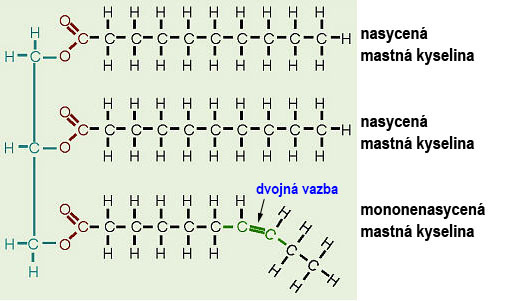 H H H H H H H H H
O
H
C C C C C C C C C C H
nasycená
H C O
mastná kyselina
H H H H H H H H H
H H H H H H H H H
O
C C C C C C C C C C H
nasycená
H C O
mastná kyselina
H H H H H H H H H
dvojná vazba
H H H H H H
O
H
mononenasycená
C C C C C C C C
H
mastná kyselina
H C O
C H
H H H H H
C
H H H
H